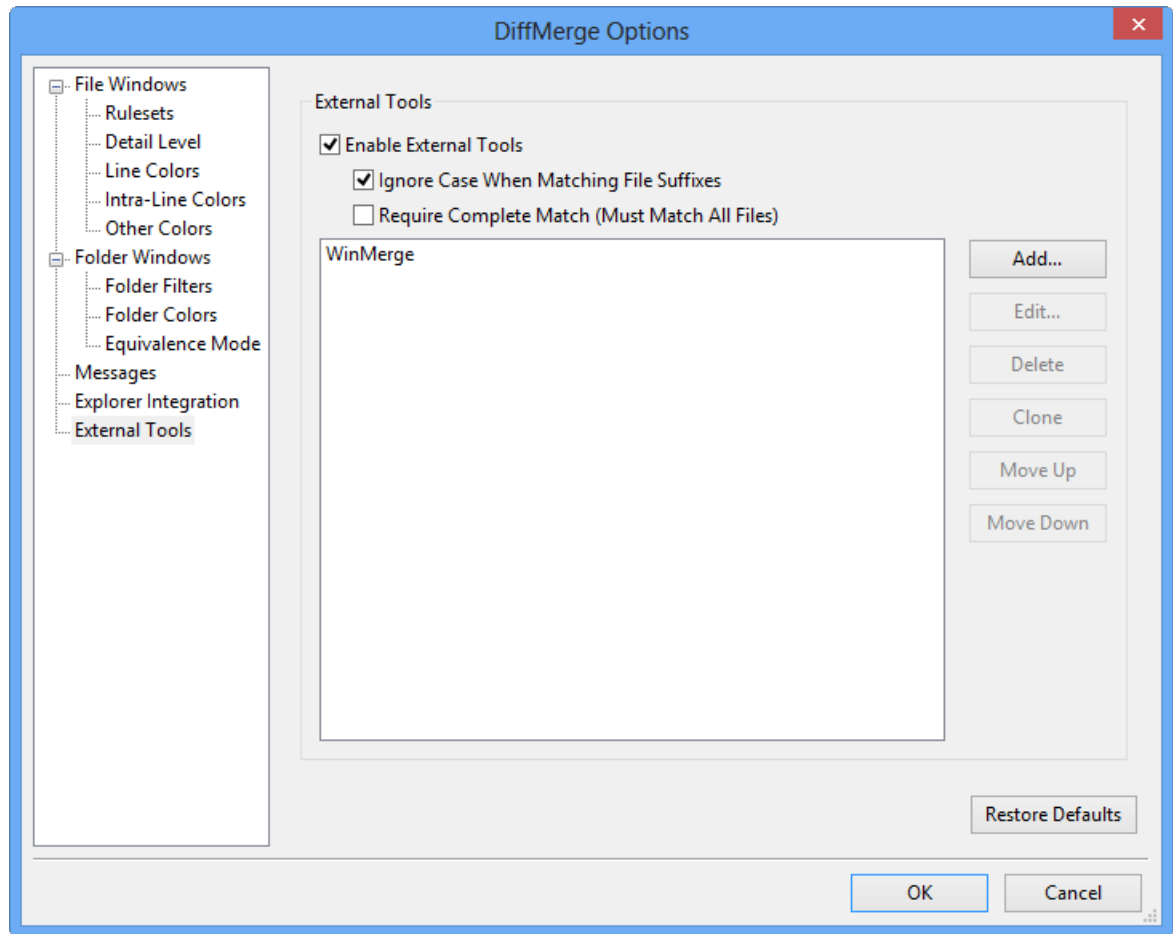 DiffMerge Options
File Windows
Rulesets
Detail Level
Line Colors
Intra-Line Colors
Other Colors
Folder Windows
Folder Filters
Folder Colors
Equivalence Mode
Messages
Explorer Integration
External Tools
External Tools
Enable External Tools
Ignore Case When Matching File Suffixes
Require Complete Match (Must Match All Files)
WinMerge
Add...
Edit...
Delete
Clone
Move Up
Move Down
Restore Defaults
OK
Cancel